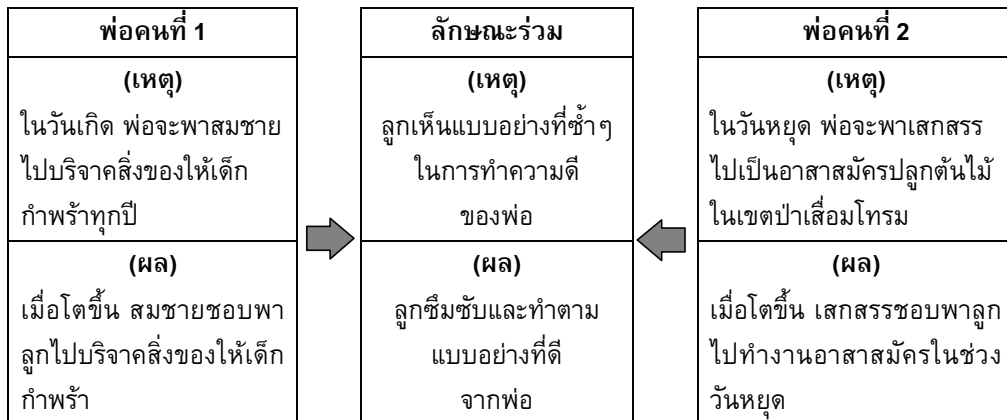 พ่อคนที่ 1
(เหตุ)
ในวันเกิด พ่อจะพาสมชาย
ไปบริจาคสิ่งของให้เด็ก
กำพร้าทุกปี
(ผล)
เมื่อโตขึ้น สมชายชอบพา
ลูกไปบริจาคสิ่งของให้เด็ก
กำพร้า
ลักษณะร่วม
(เหตุ)
ลูกเห็นแบบอย่างที่ซ้ำๆ
ในการทำความดี
ของพ่อ
(ผล)
ลูกซึมซับและทำตาม
แบบอย่างที่ดี
จากพ่อ
พ่อคนที่ 2
(เหตุ)
ในวันหยุด พ่อจะพาเสกสรร
ไปเป็นอาสาสมัครปลูกต้นไม้
ในเขตป่าเสื่อมโทรม
(ผล)
เมื่อโตขึ้น เสกสรรชอบพาลูก
ไปทำงานอาสาสมัครในช่วง
วันหยุด